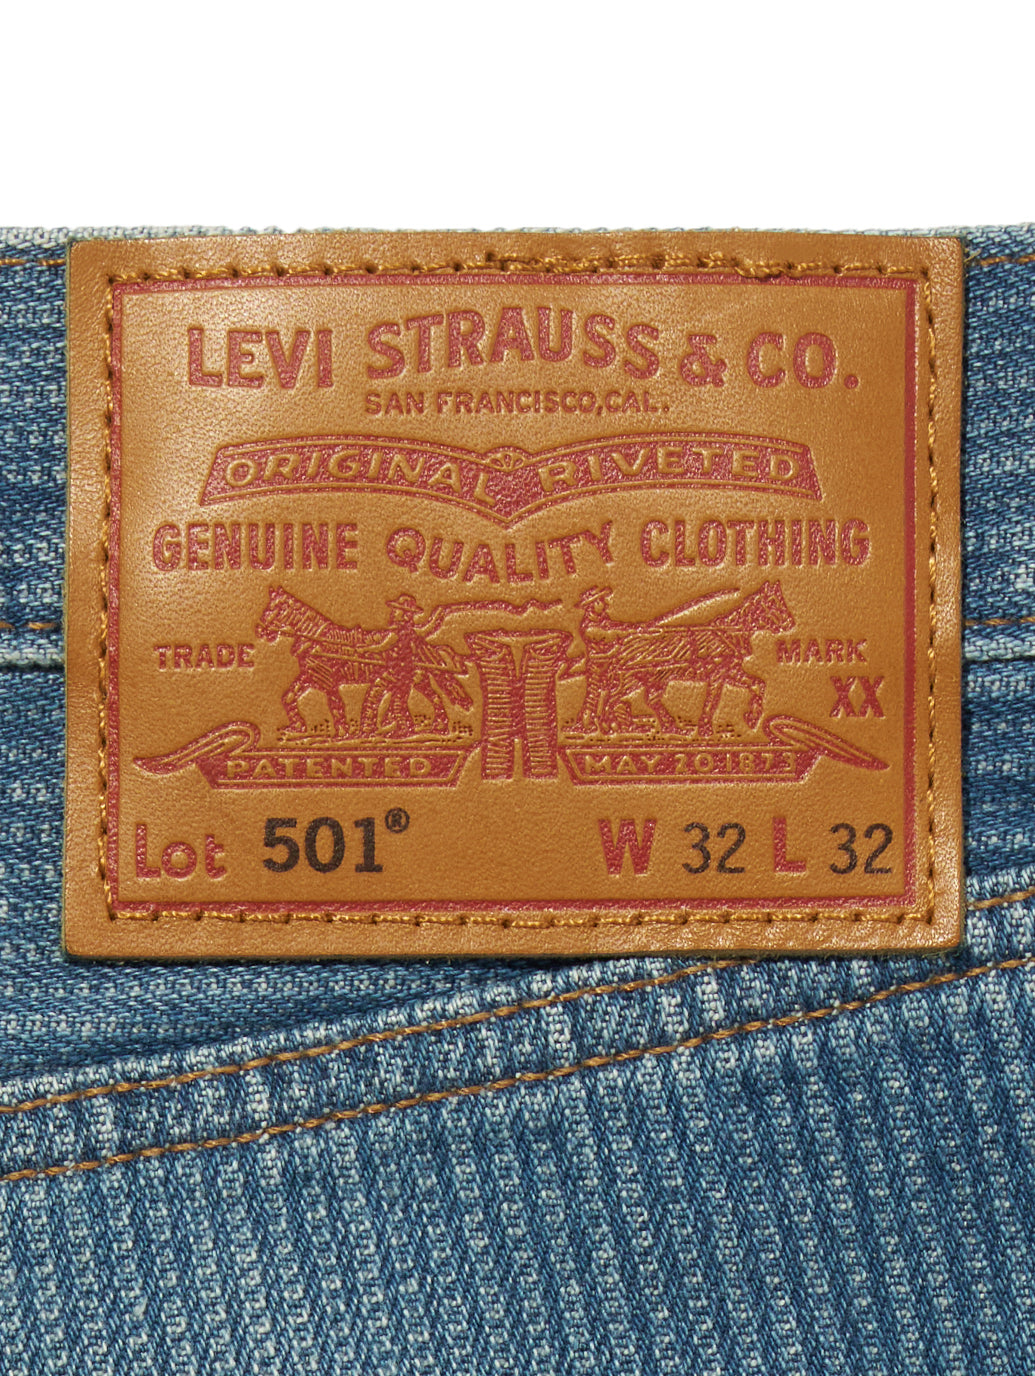 LEVI STRAUSS & CO.
SAN FRANCISCO, CAL.
ORIGINAL RIVETED
GENUINE QUALITY CLOTHING
TRADE MARK
XX
PATENTED MAY 20 1873
Lot 501® W 32 L 32